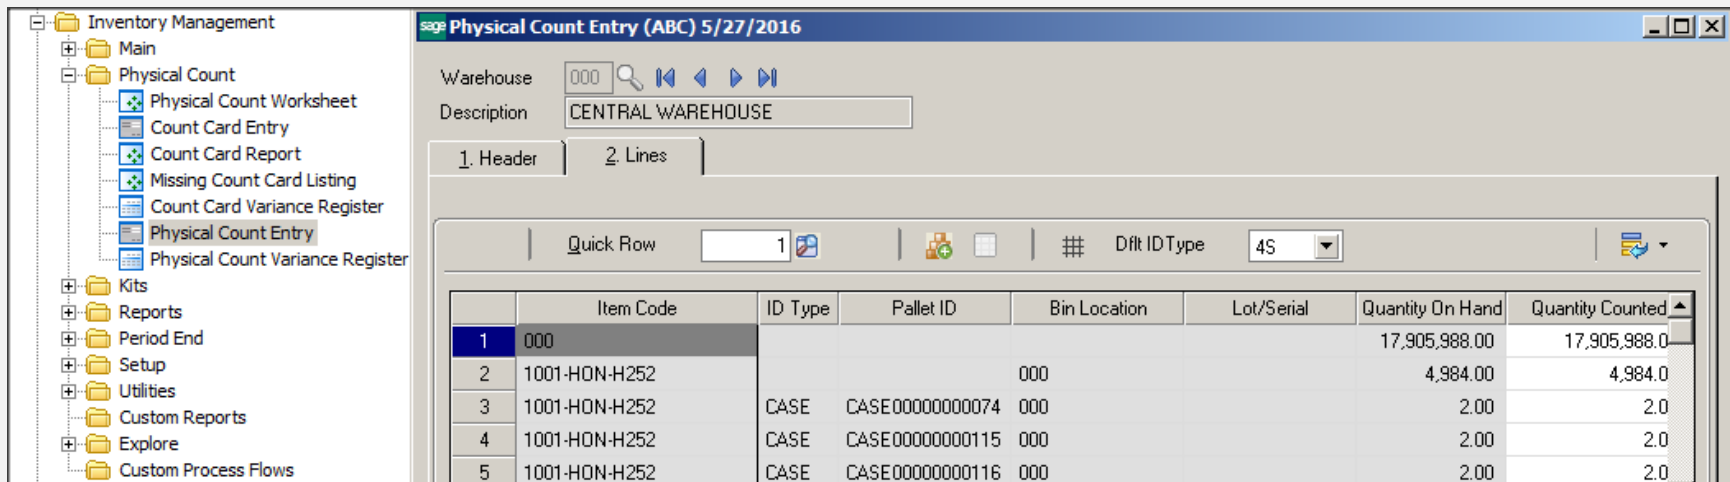 Inventory Management
Main
Physical Count
Physical Count Worksheet
Count Card Entry
Count Card Report
Missing Count Card Listing
Count Card Variance Register
Physical Count Entry
Physical Count Variance Register
Kits
Reports
Period End
Setup
Utilities
Custom Reports
Explore
Custom Process Flows
sage Physical Count Entry (ABC) 5/27/2016
Warehouse 000
Description CENTRAL WAREHOUSE
1. Header 2. Lines
Quick Row 1 Dflt IDType 4S
Item Code ID Type Pallet ID Bin Location Lot/Serial Quantity On Hand Quantity Counted
1 000 17,905,988.00 17,905,988.0
2 1001-HON-H252 000 4,984.00 4,984.0
3 1001-HON-H252 CASE CASE00000000074 000 2.00 2.0
4 1001-HON-H252 CASE CASE00000000115 000 2.00 2.0
5 1001-HON-H252 CASE CASE00000000116 000 2.00 2.0